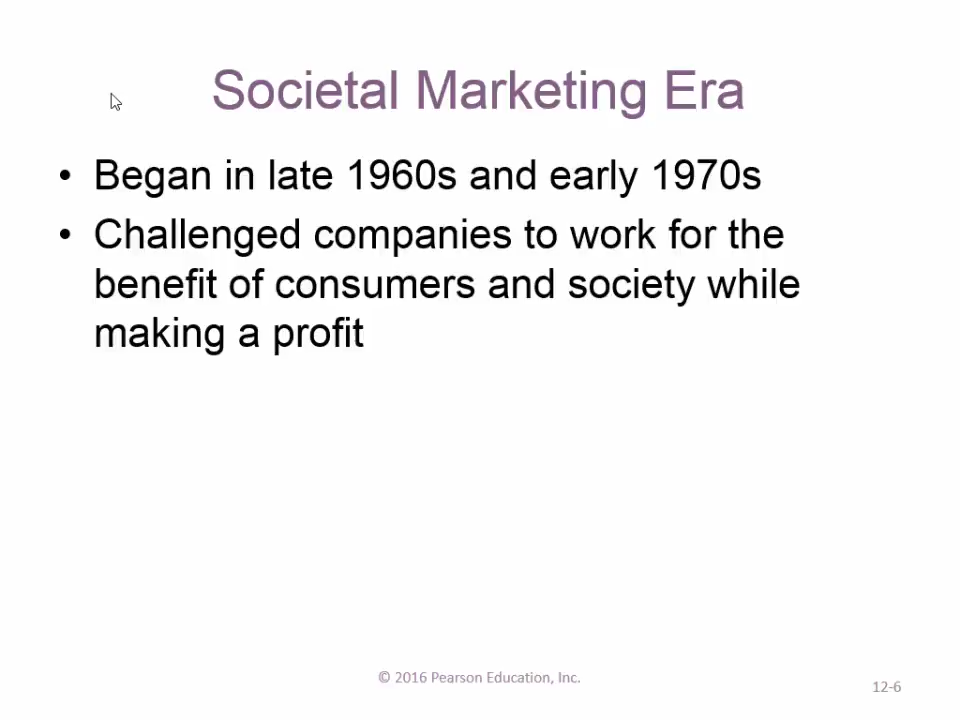 Societal Marketing Era
• Began in late 1960s and early 1970s
• Challenged companies to work for the
benefit of consumers and society while
making a profit
© 2016 Pearson Education, Inc.
12-6